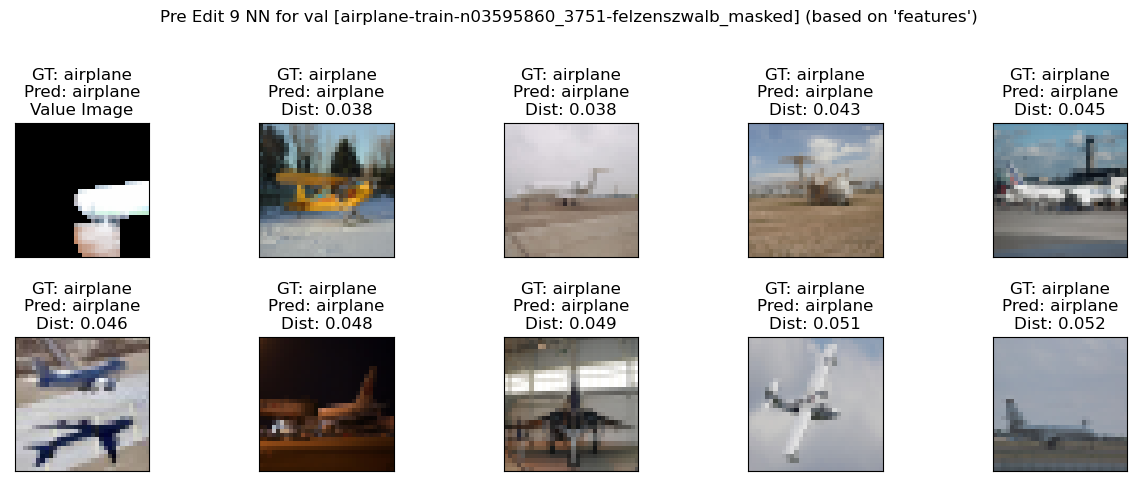 Pre Edit 9 NN for val [airplane-train-n03595860_3751-felzenszwalb_masked] (based on 'features')
GT: airplane
Pred: airplane
Value Image
GT: airplane
Pred: airplane
Dist: 0.038
GT: airplane
Pred: airplane
Dist: 0.038
GT: airplane
Pred: airplane
Dist: 0.043
GT: airplane
Pred: airplane
Dist: 0.045
GT: airplane
Pred: airplane
Dist: 0.046
GT: airplane
Pred: airplane
Dist: 0.048
GT: airplane
Pred: airplane
Dist: 0.049
GT: airplane
Pred: airplane
Dist: 0.051
GT: airplane
Pred: airplane
Dist: 0.052